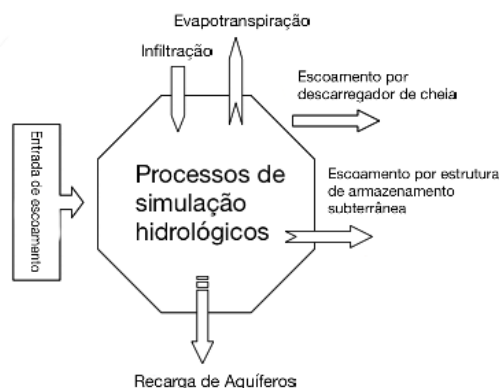 Evapotranspiração
Infiltração
Escoamento por
descarregador de cheia
Entrada de escoamento
Processos de
simulação
hidrológicos
Escoamento por estrutura
de armazenamento
subterrânea
Recarga de Aquíferos